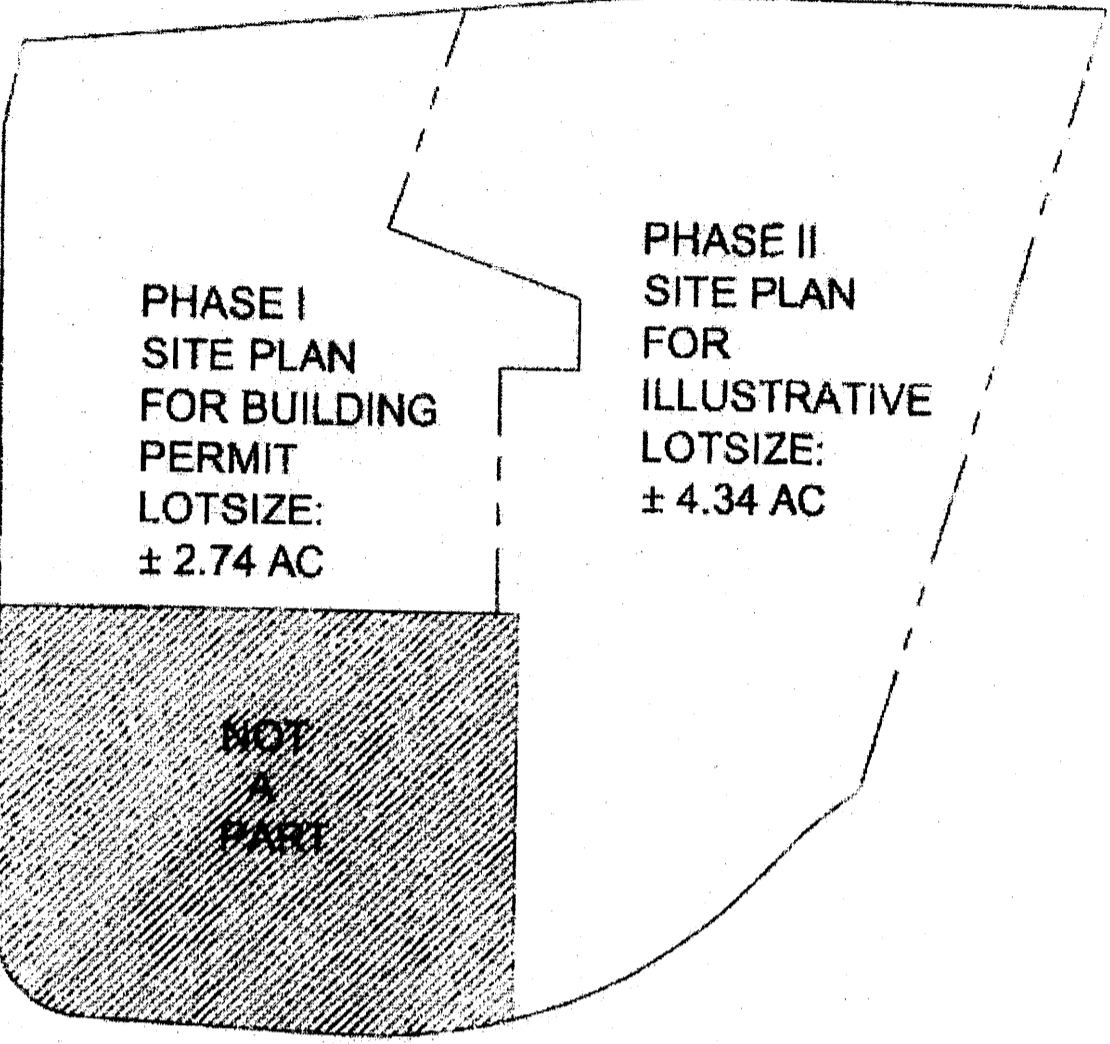 PHASE I
SITE PLAN
FOR BUILDING
PERMIT
LOTSIZE:
± 2.74 AC
PHASE II
SITE PLAN
FOR
ILLUSTRATIVE
LOTSIZE:
± 4.34 AC
NOT
A
PART